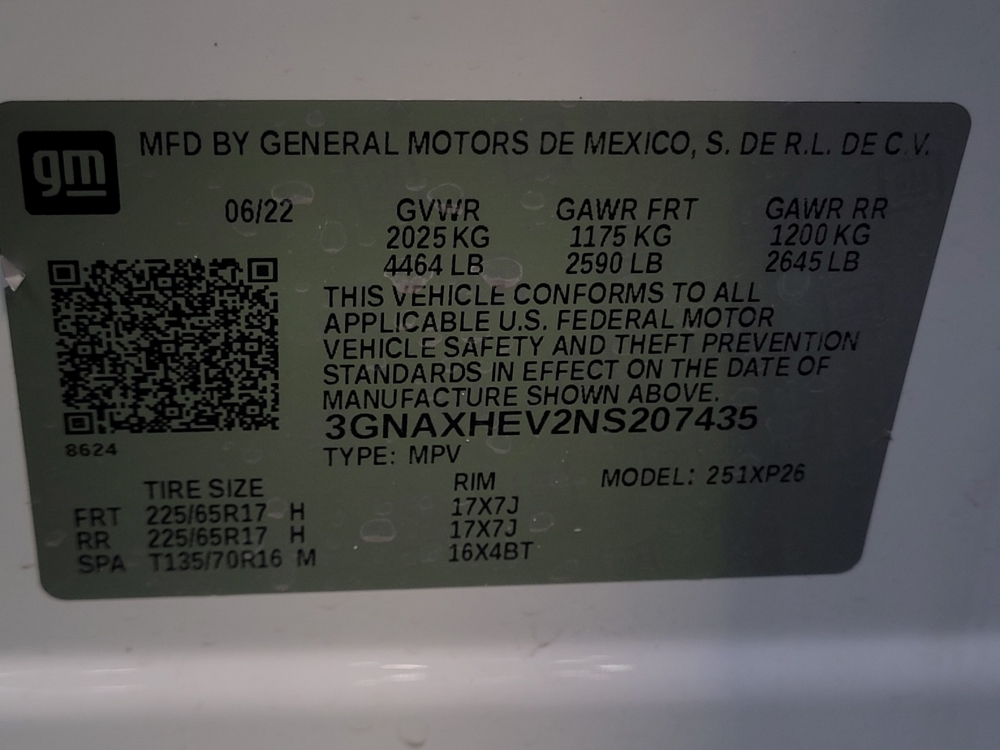 gm
MFD BY GENERAL MOTORS DE MEXICO, S. DE R.L. DE C.V.
06/22 GVWR GAWR FRT GAWR RR
2025 KG 1175 KG 1200 KG
4464 LB 2590 LB 2645 LB
THIS VEHICLE CONFORMS TO ALL
APPLICABLE U.S. FEDERAL MOTOR
VEHICLE SAFETY AND THEFT PREVENTION
STANDARDS IN EFFECT ON THE DATE OF
MANUFACTURE SHOWN ABOVE.
3GNAXHEV2NS207435
8624
TYPE: MPV
TIRE SIZE RIM MODEL: 251XP26
FRT 225/65R17 H 17X7J
RR 225/65R17 H 17X7J
SPA T135/70R16 M 16X4BT